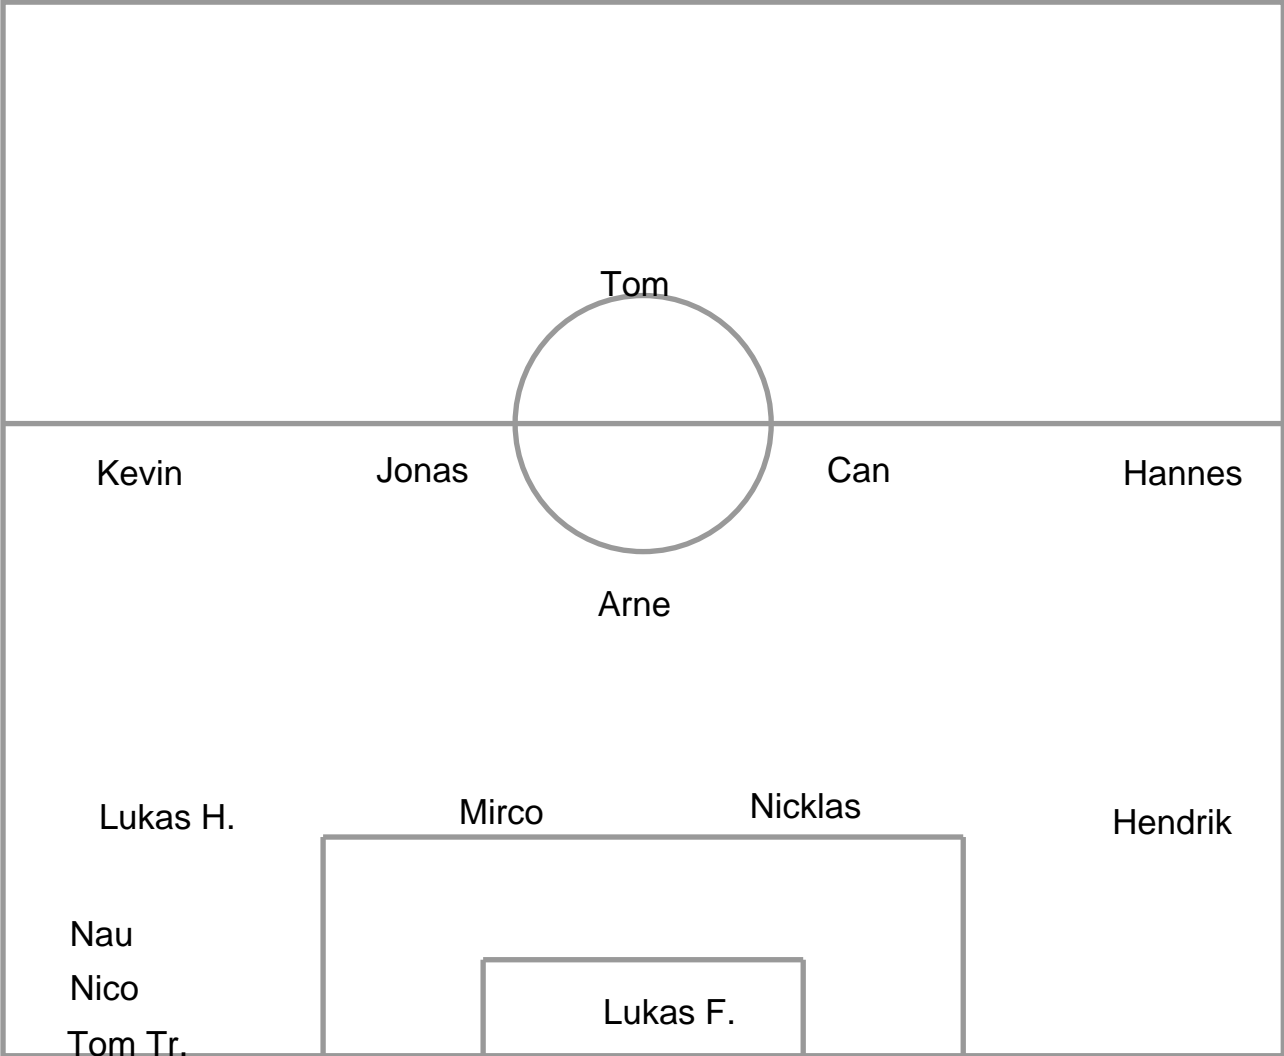 Tom
Kevin Jonas Can Hannes
Arne
Lukas H. Mirco Nicklas Hendrik
Nau
Nico
Lukas F.
Tom Tr.